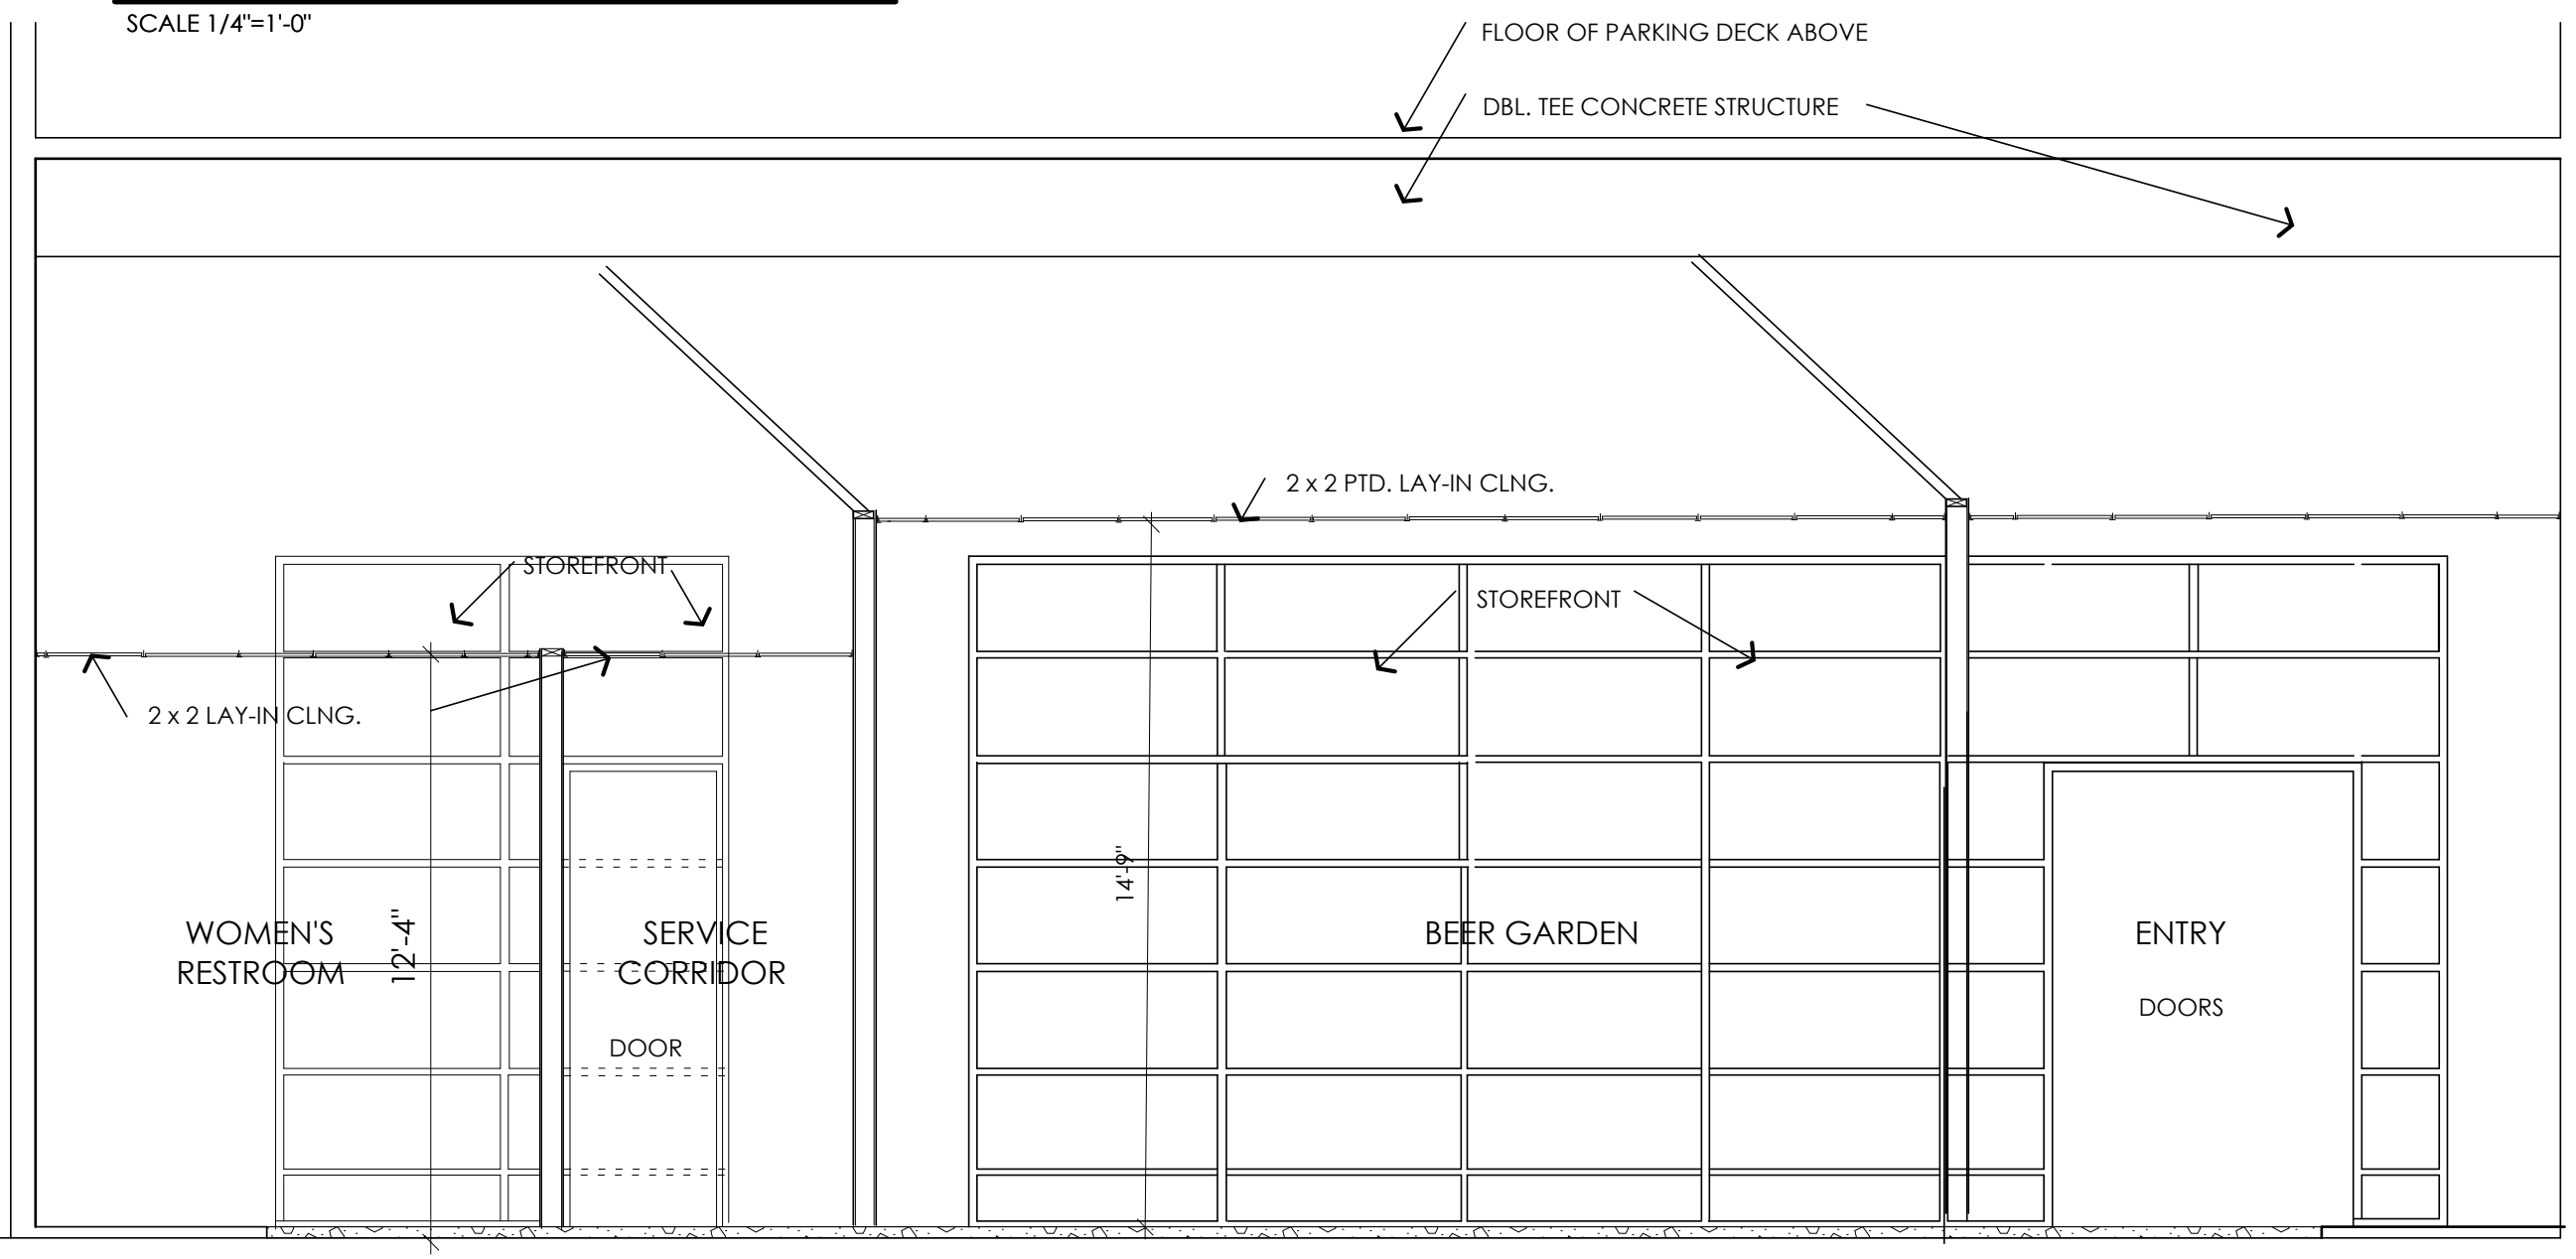 SCALE 1/4"=1'-0"
FLOOR OF PARKING DECK ABOVE
DBL. TEE CONCRETE STRUCTURE
2 x 2 PTD. LAY-IN CLNG.
STOREFRONT
STOREFRONT
2 x 2 LAY-IN CLNG.
14'-9"
12'-4"
WOMEN'S
RESTROOM
SERVICE
CORRIDOR
DOOR
BEER GARDEN
ENTRY
DOORS